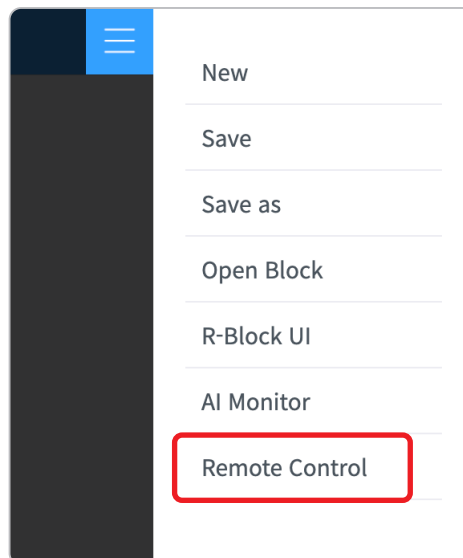 New
Save
Save as
Open Block
R-Block UI
AI Monitor
Remote Control